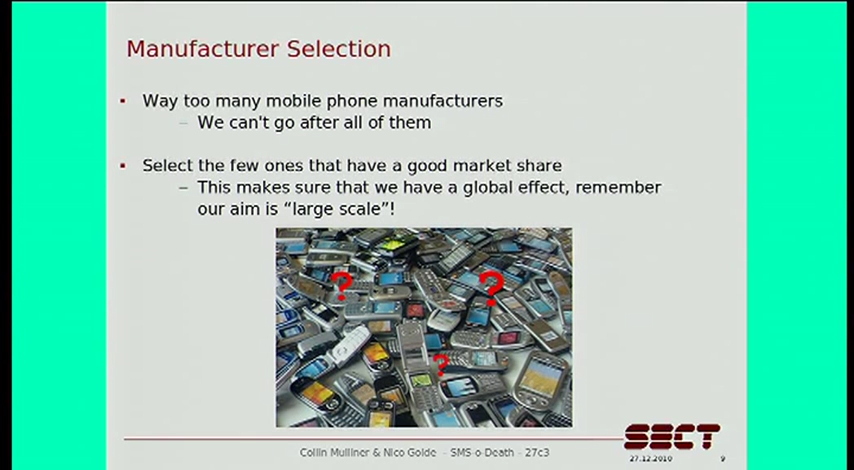 Manufacturer Selection
Way too many mobile phone manufacturers
– We can't go after all of them
Select the few ones that have a good market share
– This makes sure that we have a global effect, remember
our aim is “large scale”!
? ?
?
SECT
Collin Mulliner & Nico Golde - SMS-o-Death - 27c3
27.12.2010 9